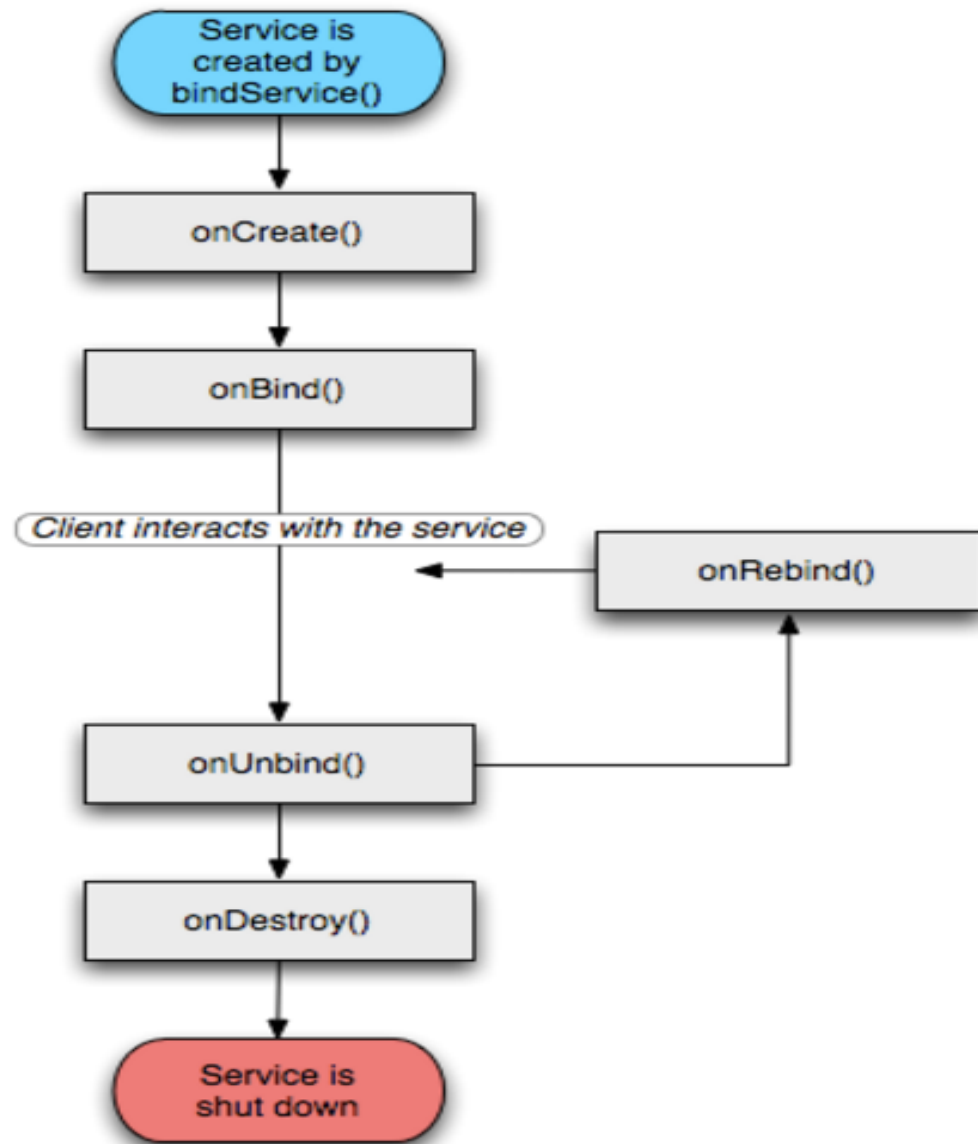 Service is
created by
bindService()
onCreate()
onBind()
Client interacts with the service
onRebind()
onUnbind()
onDestroy()
Service is
shut down